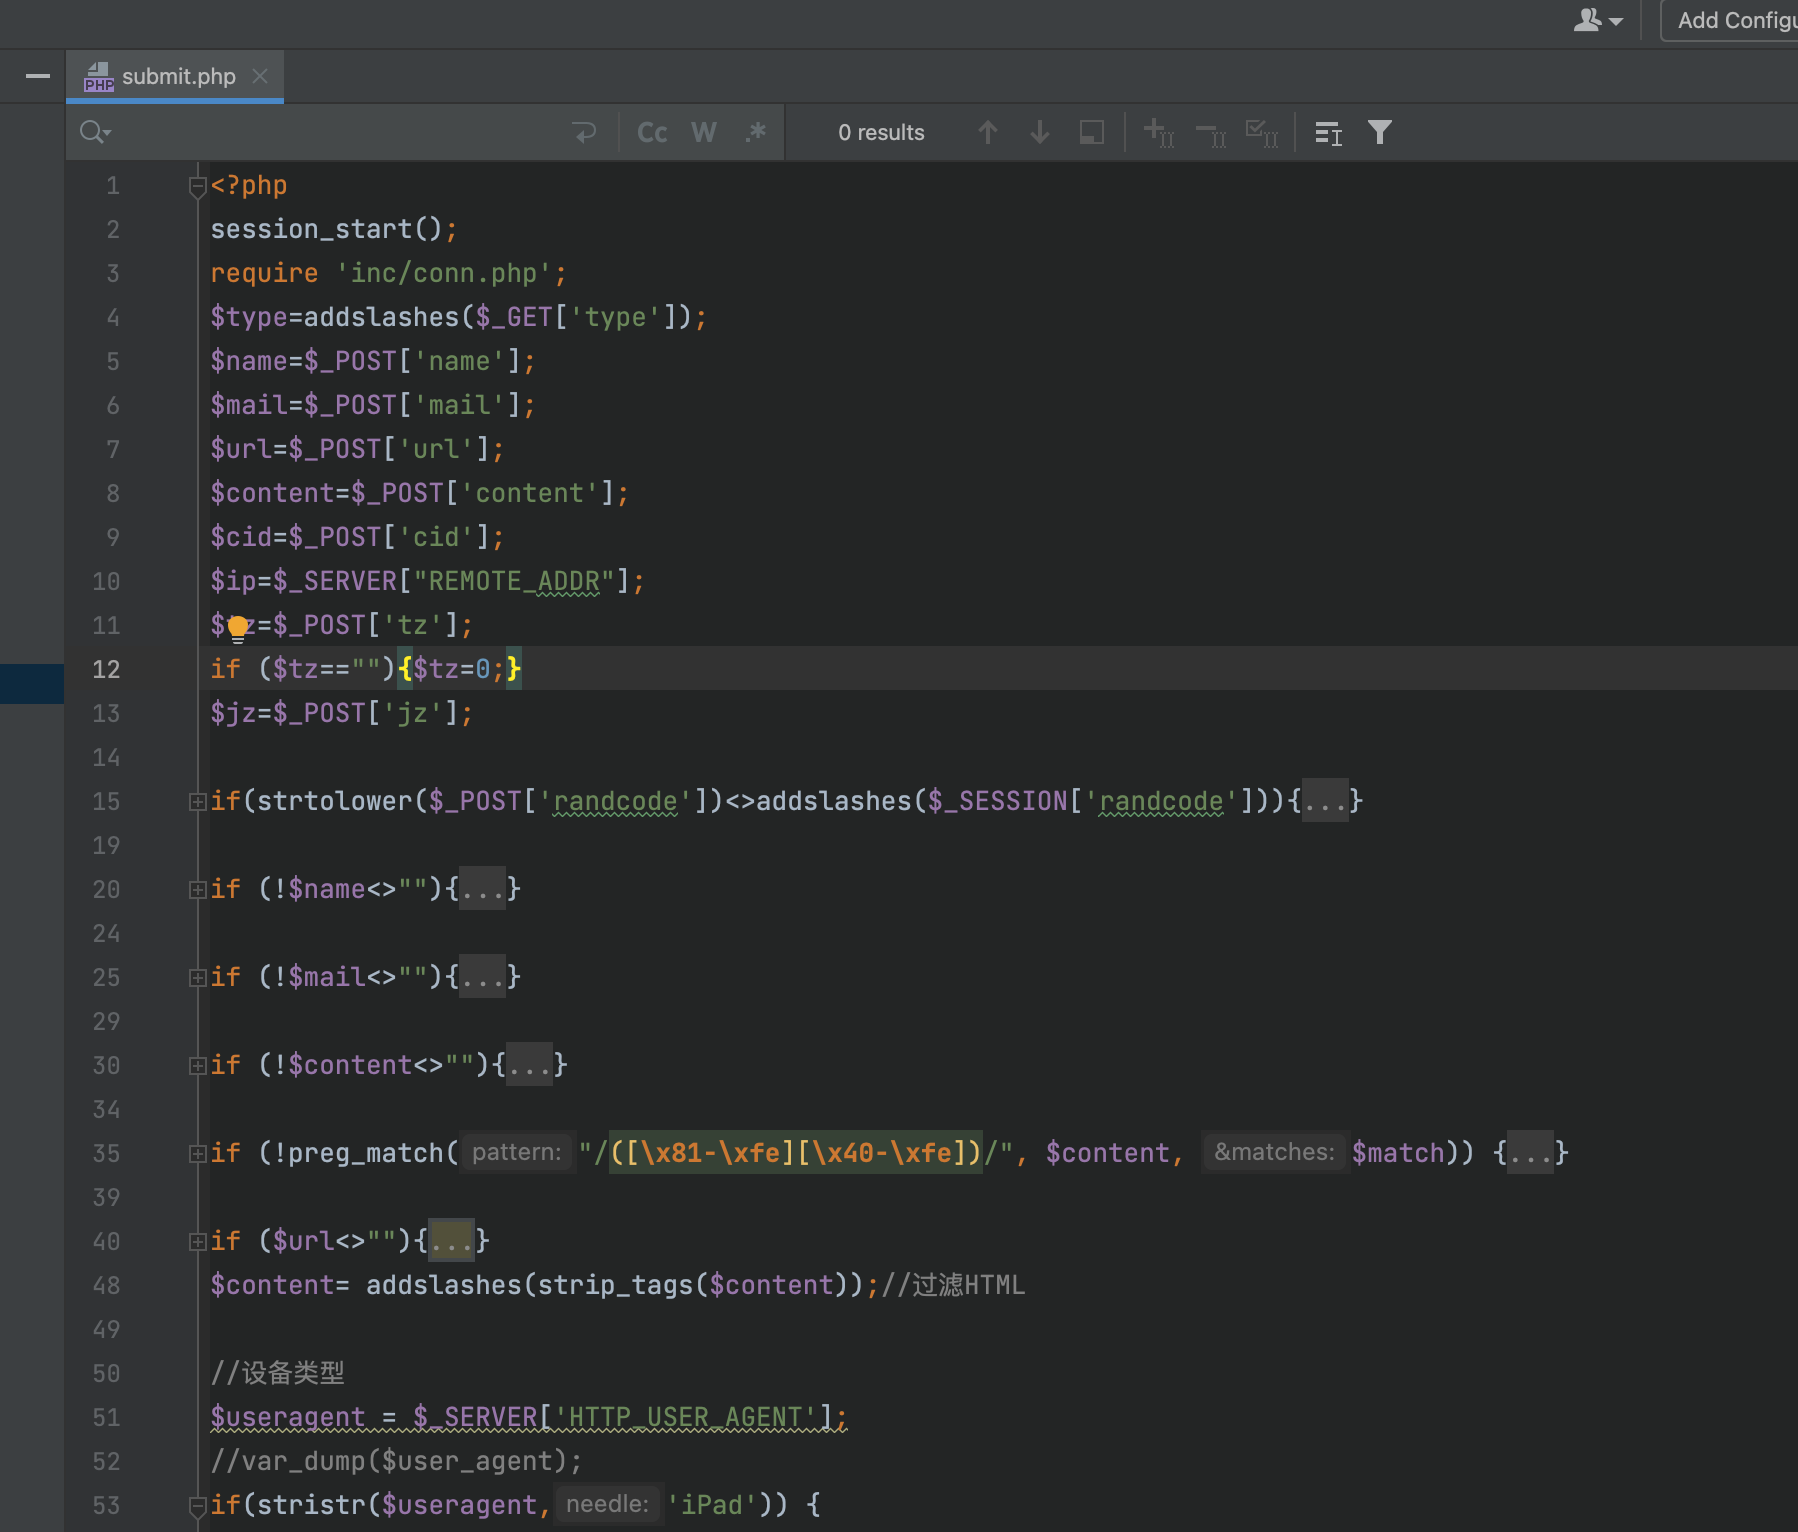 Add Configu
submit.php
Cc W .* 0 results
1 <?php
2 session_start();
3 require 'inc/conn.php';
4 $type=addslashes($_GET['type']);
5 $name=$_POST['name'];
6 $mail=$_POST['mail'];
7 $url=$_POST['url'];
8 $content=$_POST['content'];
9 $cid=$_POST['cid'];
10 $ip=$_SERVER["REMOTE_ADDR"];
11 $tz=$_POST['tz'];
12 if ($tz==""){$tz=0;}
13 $jz=$_POST['jz'];
14
15 if(strtolower($_POST['randcode'])<>addslashes($_SESSION['randcode'])){...}
19
20 if (!$name<>""){...}
24
25 if (!$mail<>""){...}
29
30 if (!$content<>""){...}
34
35 if (!preg_match( pattern: "/([\x81-\xfe][\x40-\xfe])/", $content, &matches: $match)) {...}
39
40 if ($url<>""){...}
48 $content= addslashes(strip_tags($content));//过滤HTML
49
50 //设备类型
51 $useragent = $_SERVER['HTTP_USER_AGENT'];
52 //var_dump($user_agent);
53 if(stristr($useragent, needle: 'iPad')) {